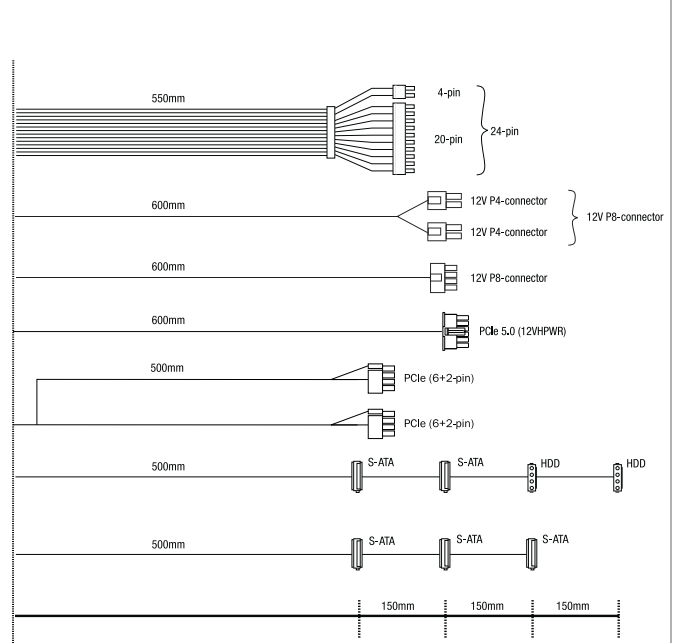 550mm
4-pin
20-pin
24-pin
600mm
12V P4-connector
12V P4-connector
12V P8-connector
600mm
12V P8-connector
600mm
PCIe 5.0 (12VHPWR)
500mm
PCIe (6+2-pin)
PCIe (6+2-pin)
500mm
S-ATA
S-ATA
HDD
HDD
500mm
S-ATA
S-ATA
S-ATA
150mm
150mm
150mm